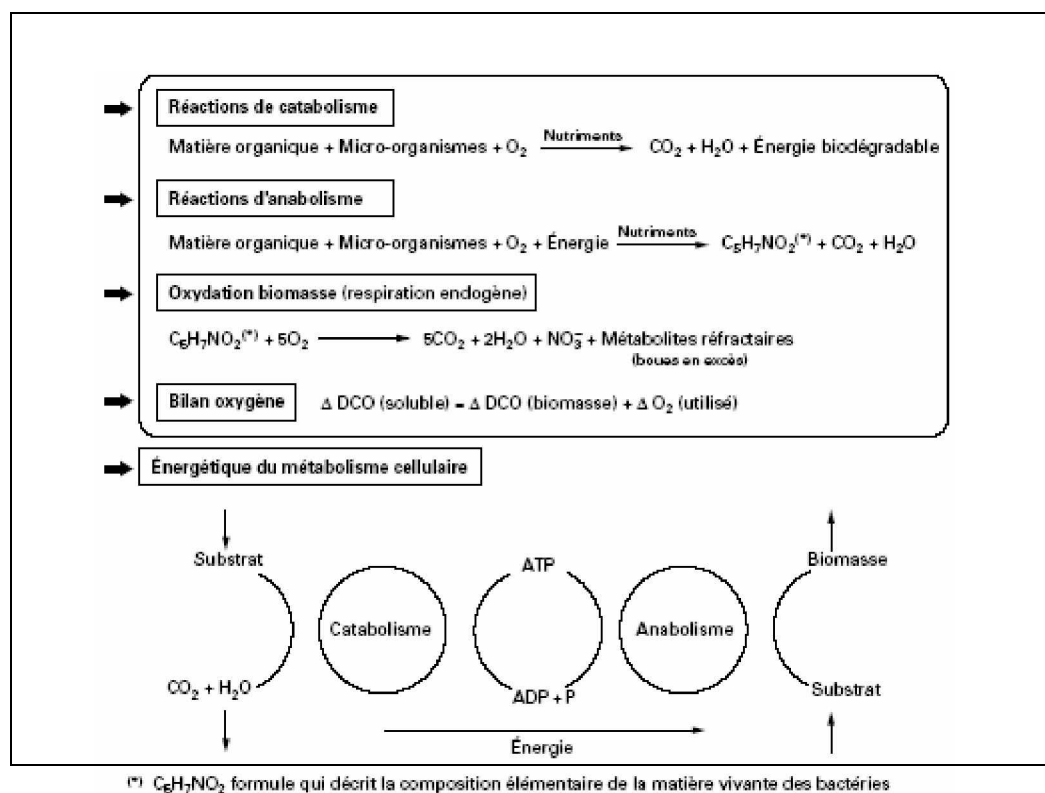 Réactions de catabolisme
Matière organique + Micro-organismes + O₂ Nutriments → CO₂ + H₂O + Énergie biodégradable
Réactions d'anabolisme
Matière organique + Micro-organismes + O₂ + Énergie Nutriments → C₅H₇NO₂(*) + CO₂ + H₂O
Oxydation biomasse (respiration endogène)
C₅H₇NO₂(*) + 5O₂ → 5CO₂ + 2H₂O + NO₃⁻ + Métabolites réfractaires
(boues en excès)
Bilan oxygène Δ DCO (soluble) = Δ DCO (biomasse) + Δ O₂ (utilisé)
Énergétique du métabolisme cellulaire
Substrat ATP Biomasse
Catabolisme Anabolisme
CO₂ + H₂O ADP + P Substrat
Énergie
(*) C₅H₇NO₂ formule qui décrit la composition élémentaire de la matière vivante des bactéries